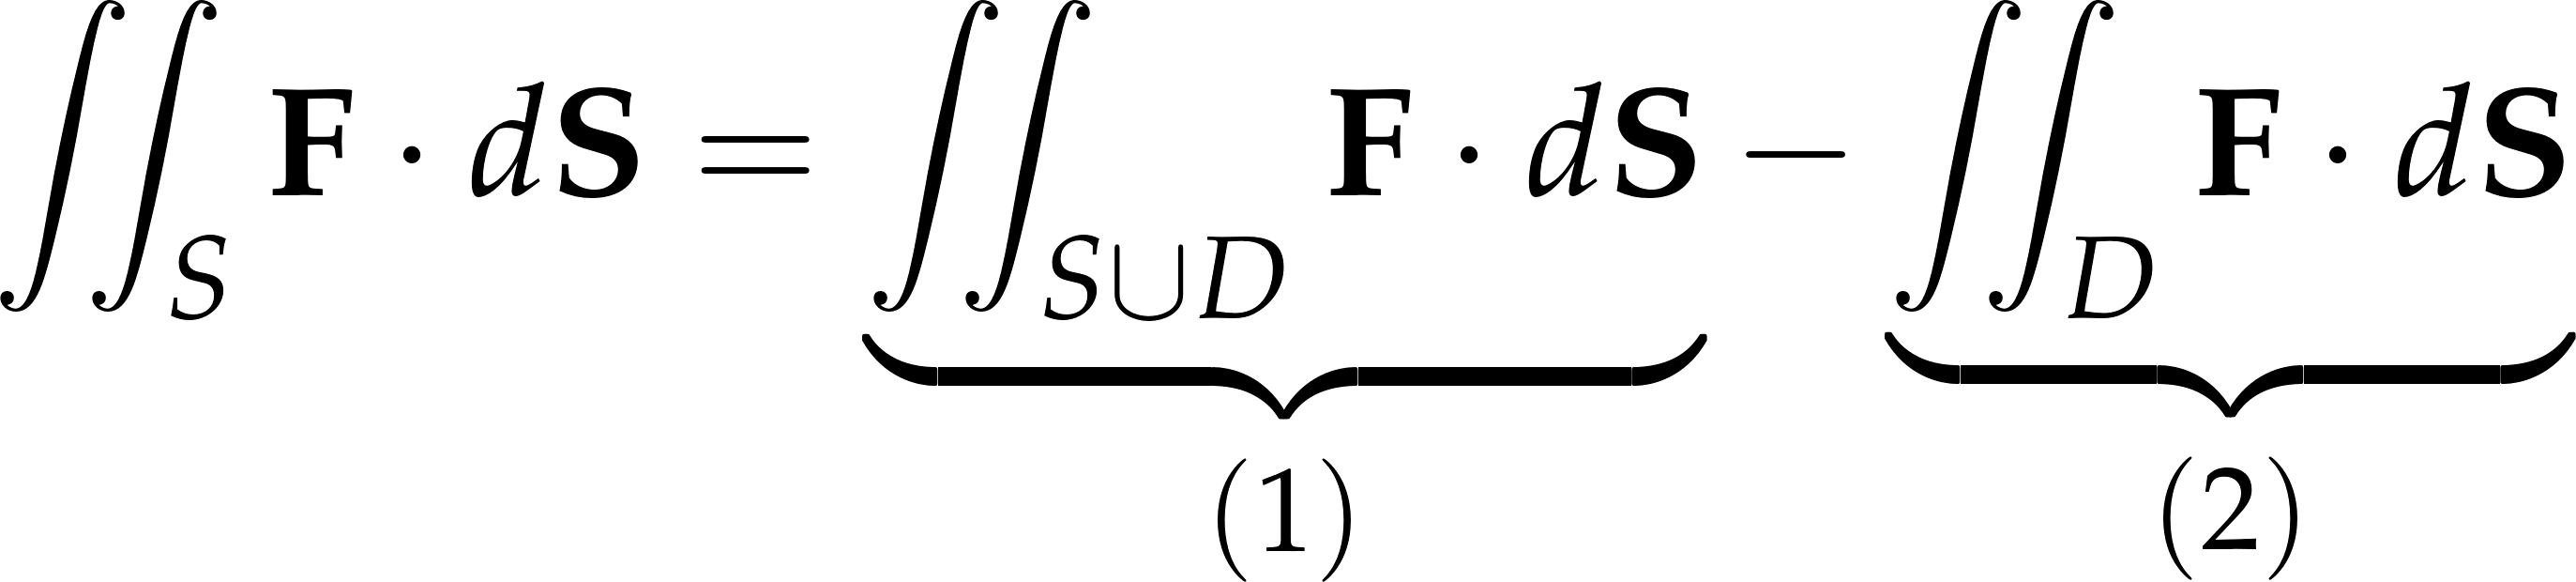 ∬_S F · dS = ∬_{S∪D} F · dS − ∬_D F · dS
(1) (2)